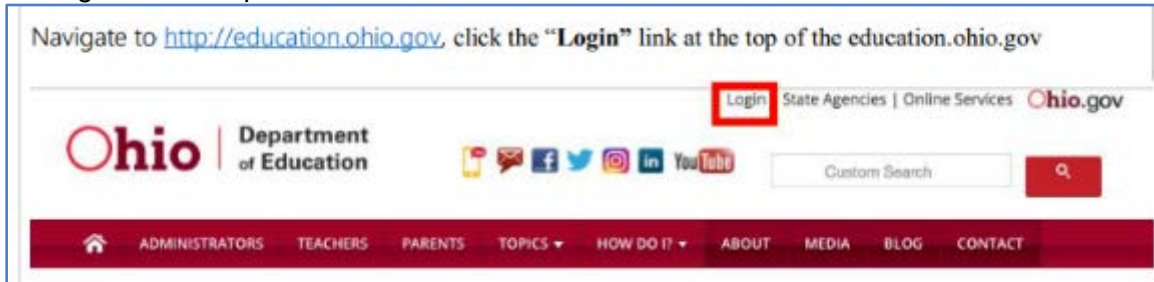 Navigate to http://education.ohio.gov, click the “Login” link at the top of the education.ohio.gov
Login State Agencies | Online Services Ohio.gov
Ohio Department of Education
You Tube
Custom Search
ADMINISTRATORS TEACHERS PARENTS TOPICS HOW DO I? ABOUT MEDIA BLOG CONTACT